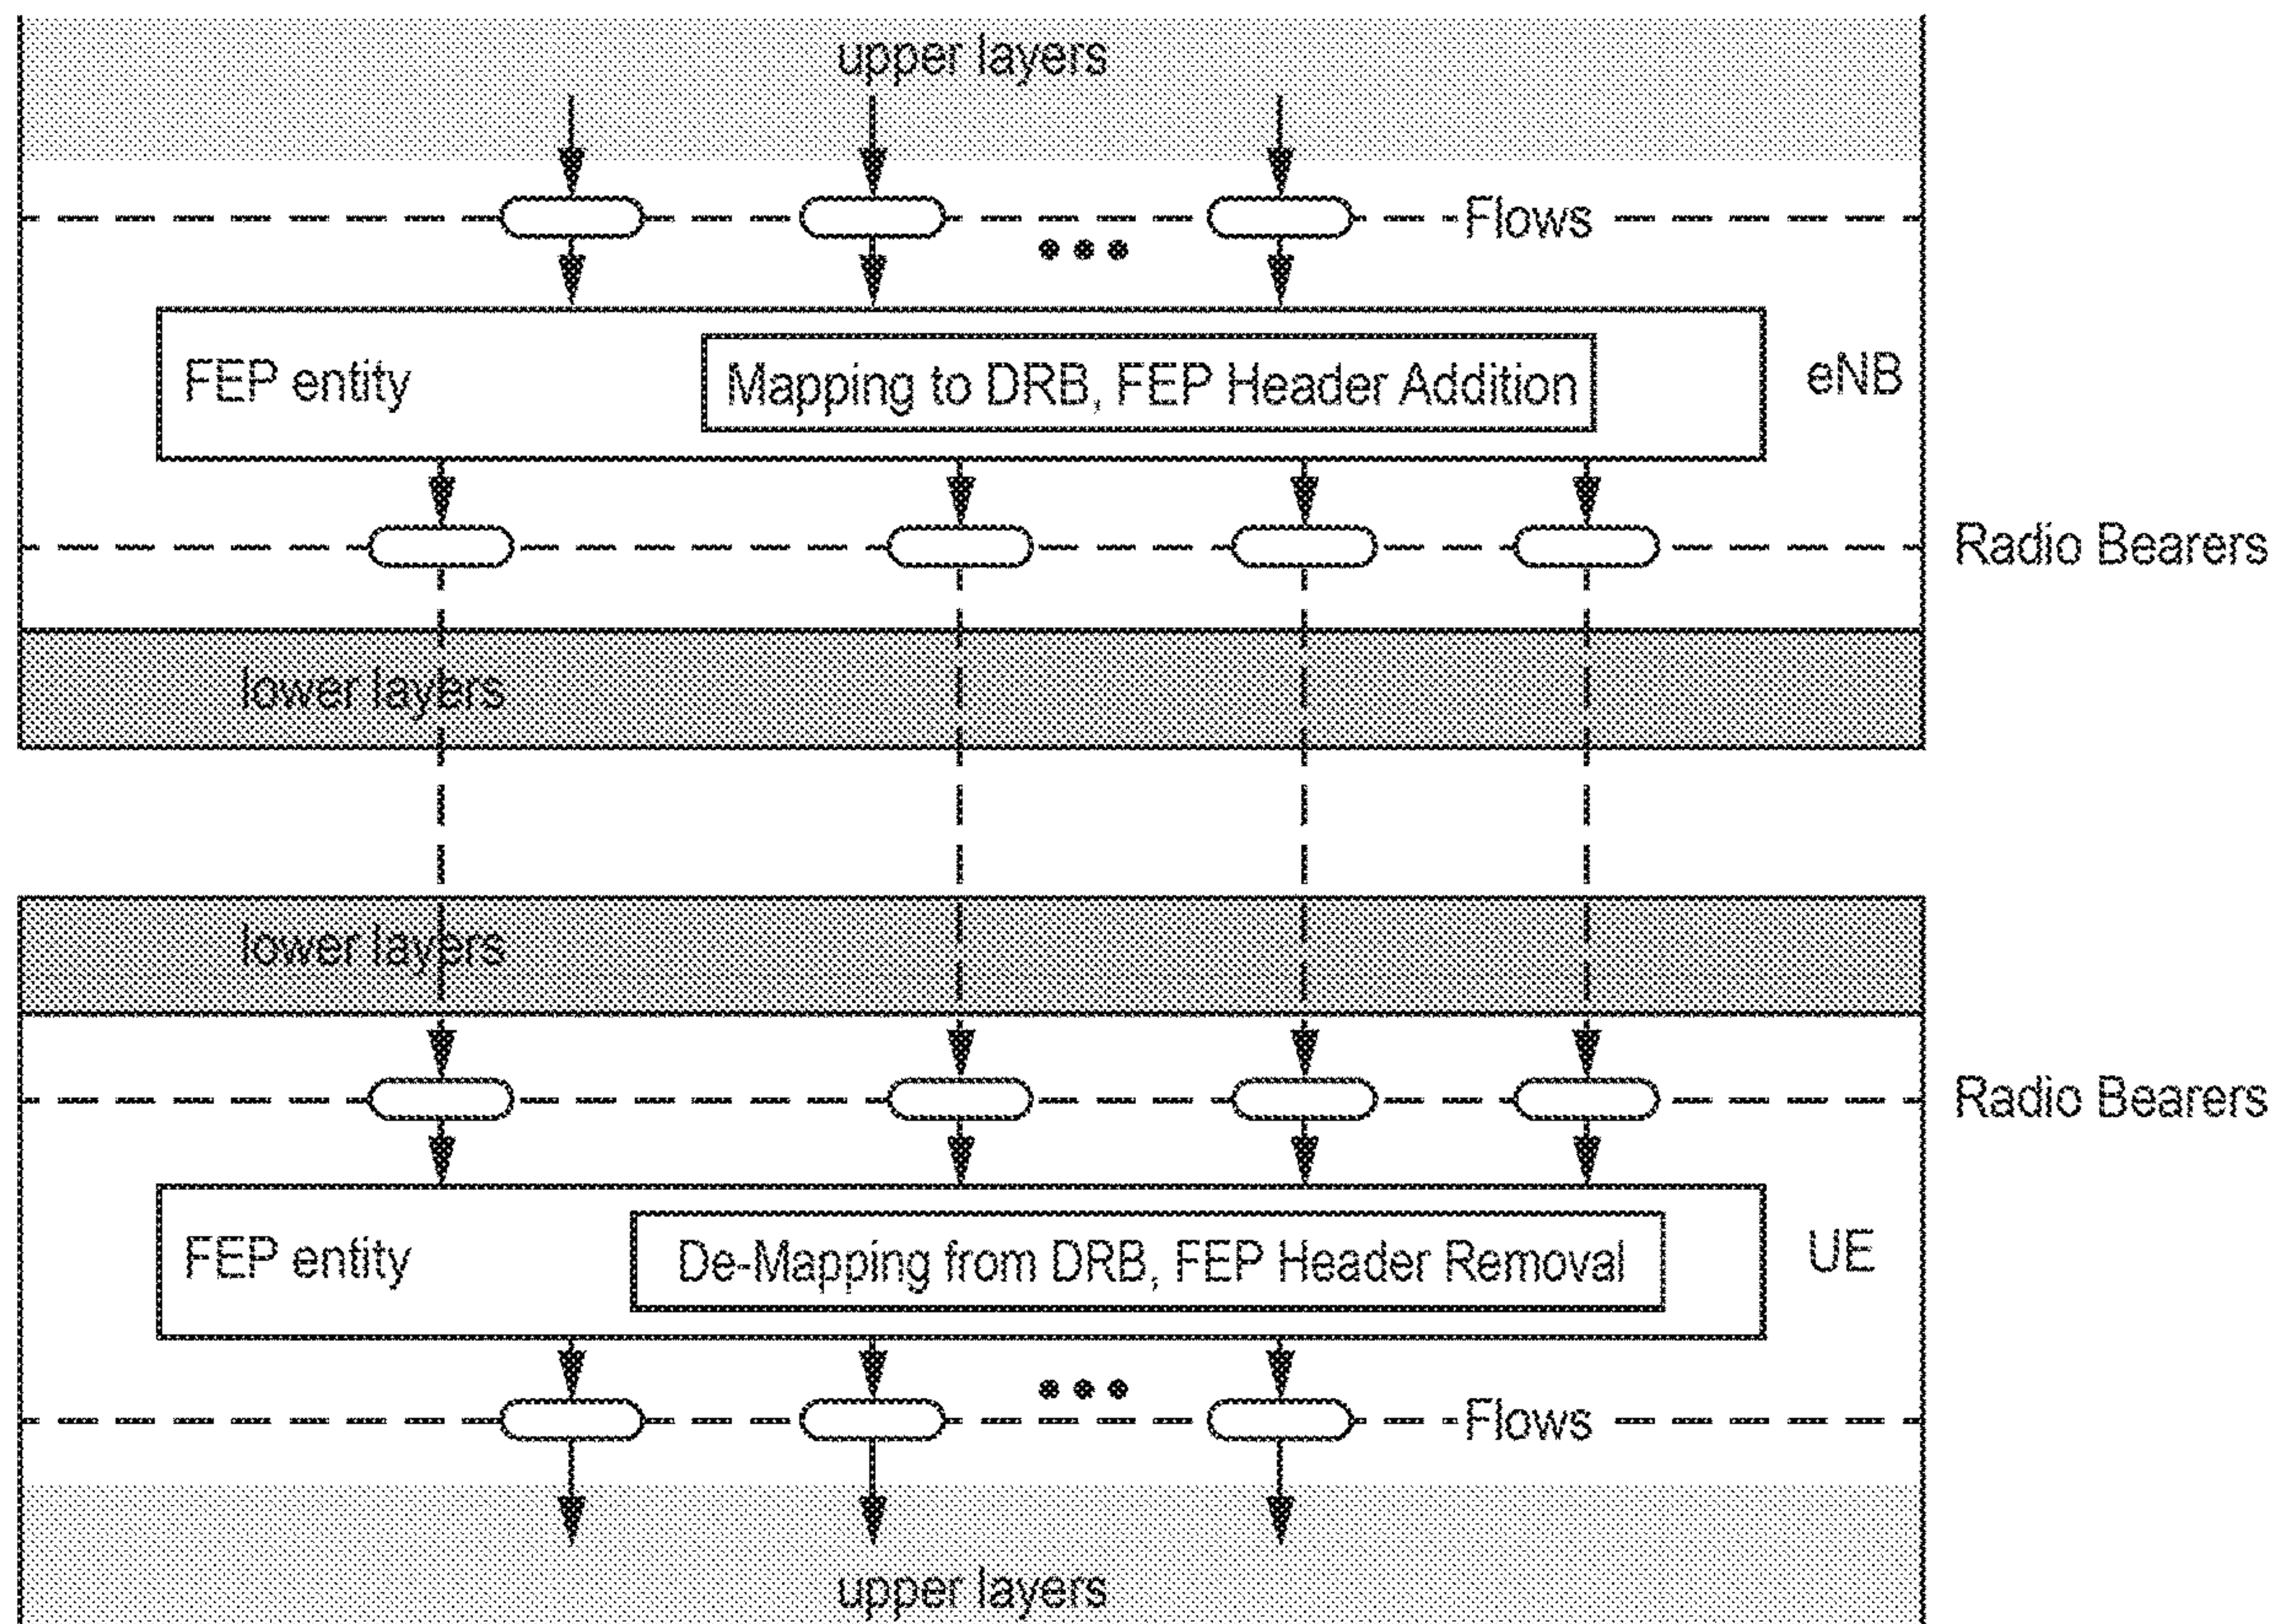 upper layers
Flows
FEP entity
Mapping to DRB, FEP Header Addition
eNB
Radio Bearers
lower layers
lower layers
Radio Bearers
FEP entity
De-Mapping from DRB, FEP Header Removal
UE
Flows
upper layers